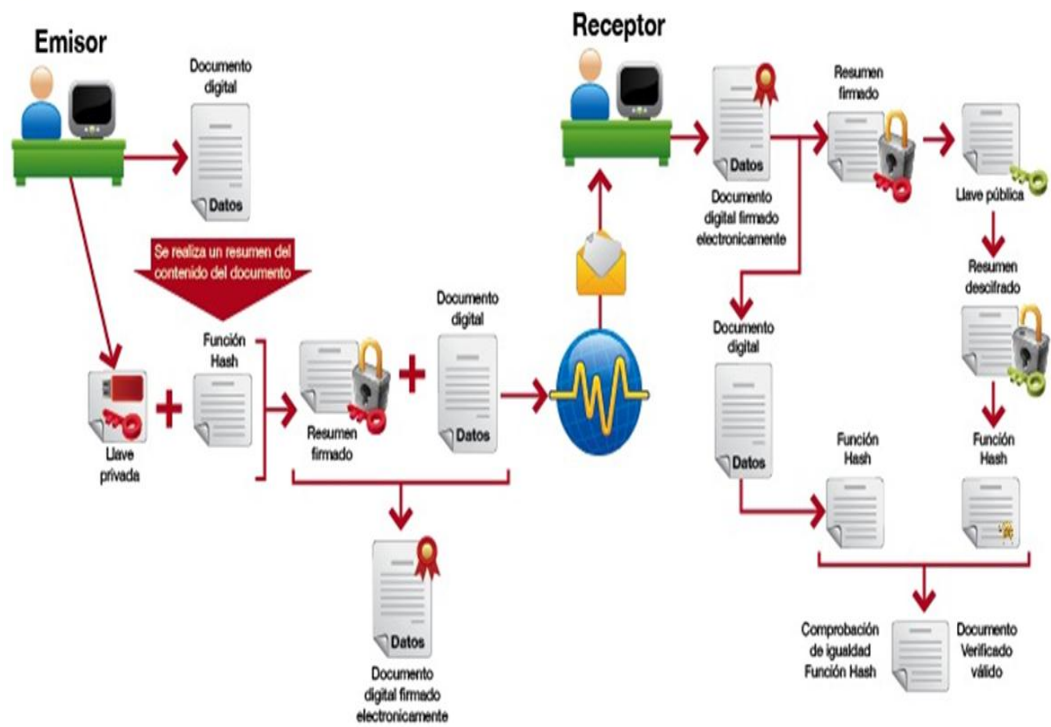 Emisor
Documento
digital
Datos
Se realiza un resumen del
contenido del documento
Llave
privada
Función
Hash
Resumen
firmado
Documento
digital
Datos
Documento
digital firmado
electronicamente
Datos
Receptor
Datos
Documento
digital firmado
electronicamente
Resumen
firmado
Llave pública
Resumen
descifrado
Documento
digital
Datos
Función
Hash
Función
Hash
Comprobación
de igualdad
Función Hash
Documento
Verificado
válido